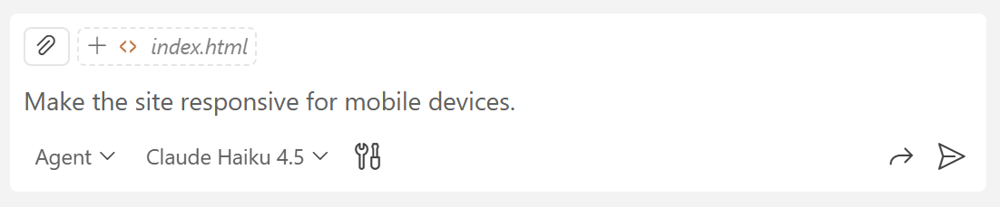 index.html
Make the site responsive for mobile devices.
Agent Claude Haiku 4.5